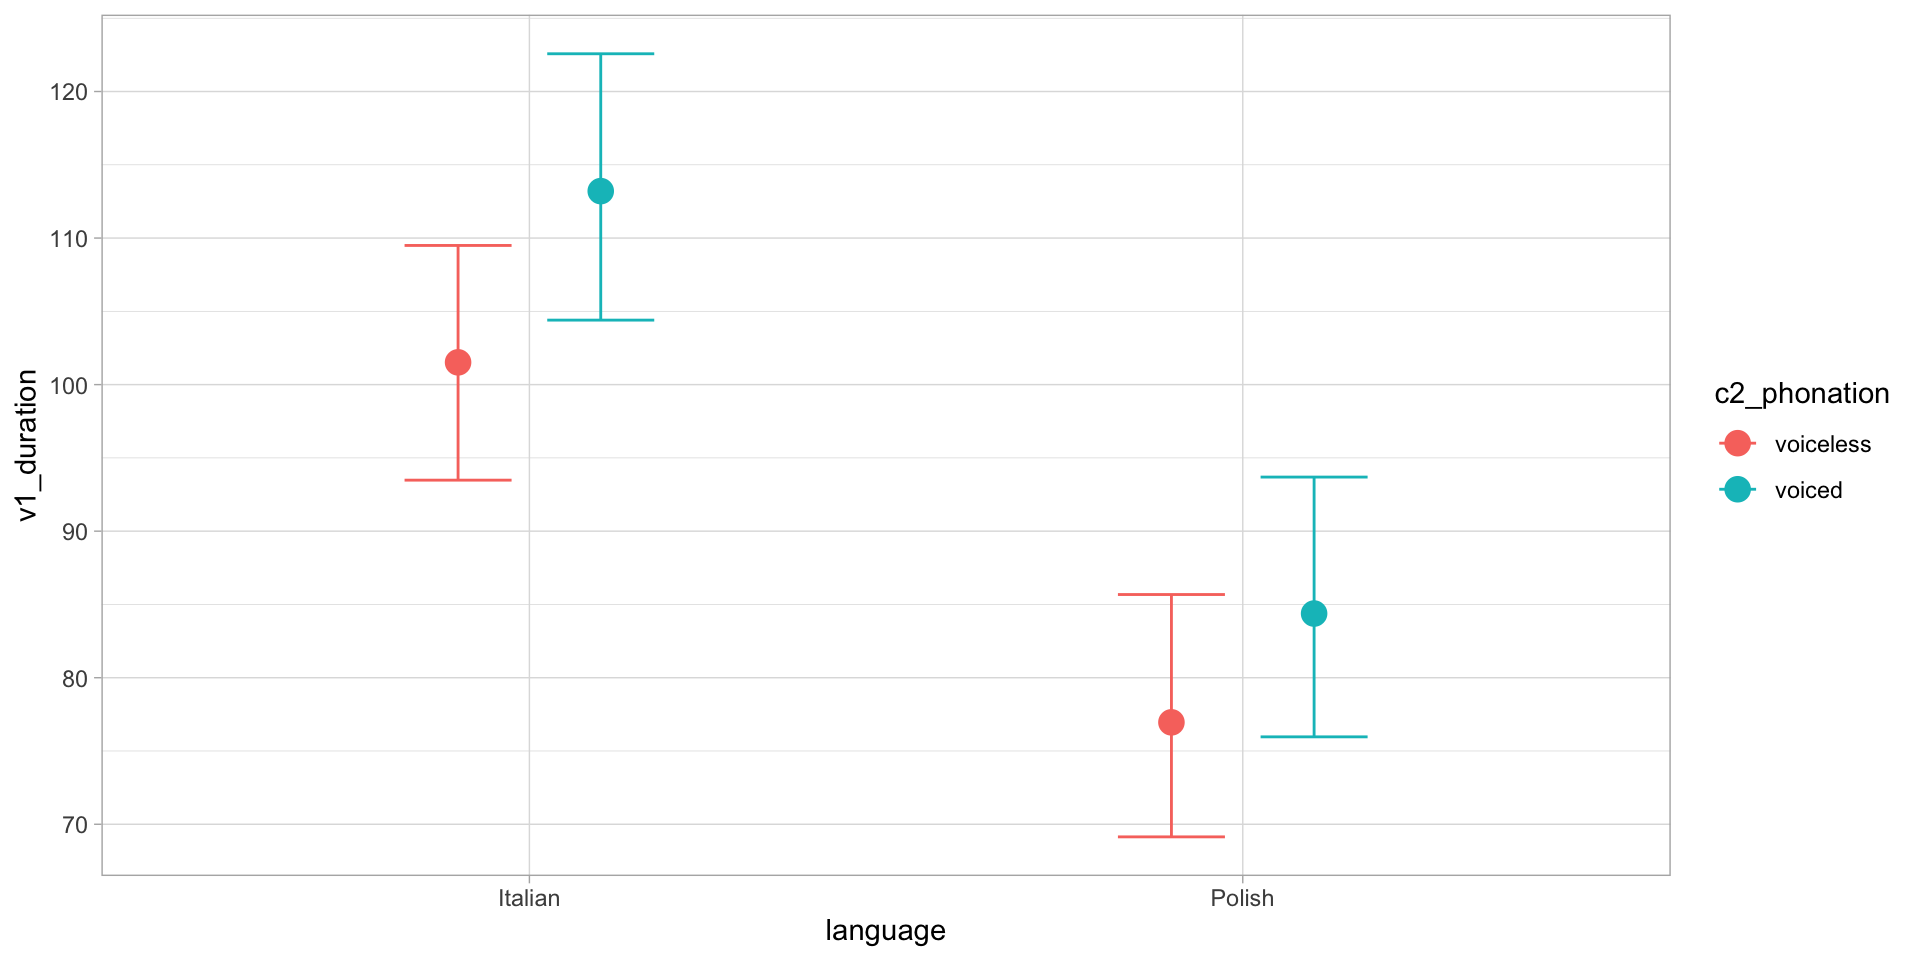 120
110
100
90
80
70
v1_duration
Italian
Polish
language
c2_phonation
voiceless
voiced